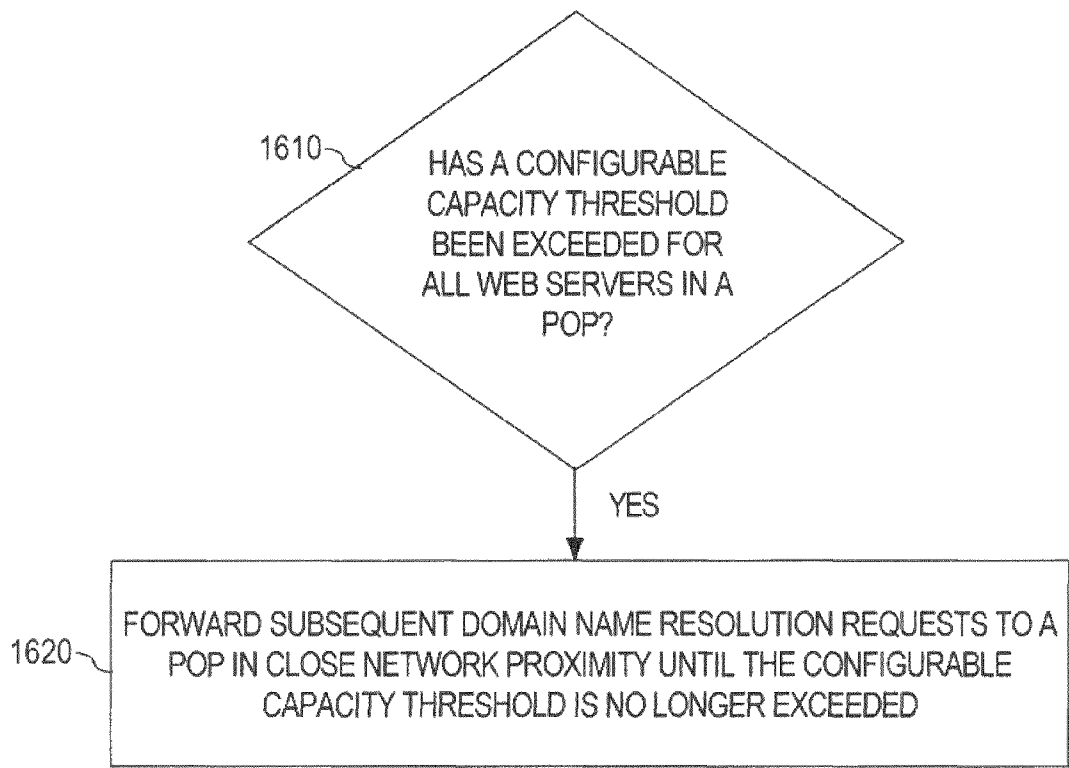 1610
HAS A CONFIGURABLE
CAPACITY THRESHOLD
BEEN EXCEEDED FOR
ALL WEB SERVERS IN A
POP?
YES
1620
FORWARD SUBSEQUENT DOMAIN NAME RESOLUTION REQUESTS TO A
POP IN CLOSE NETWORK PROXIMITY UNTIL THE CONFIGURABLE
CAPACITY THRESHOLD IS NO LONGER EXCEEDED